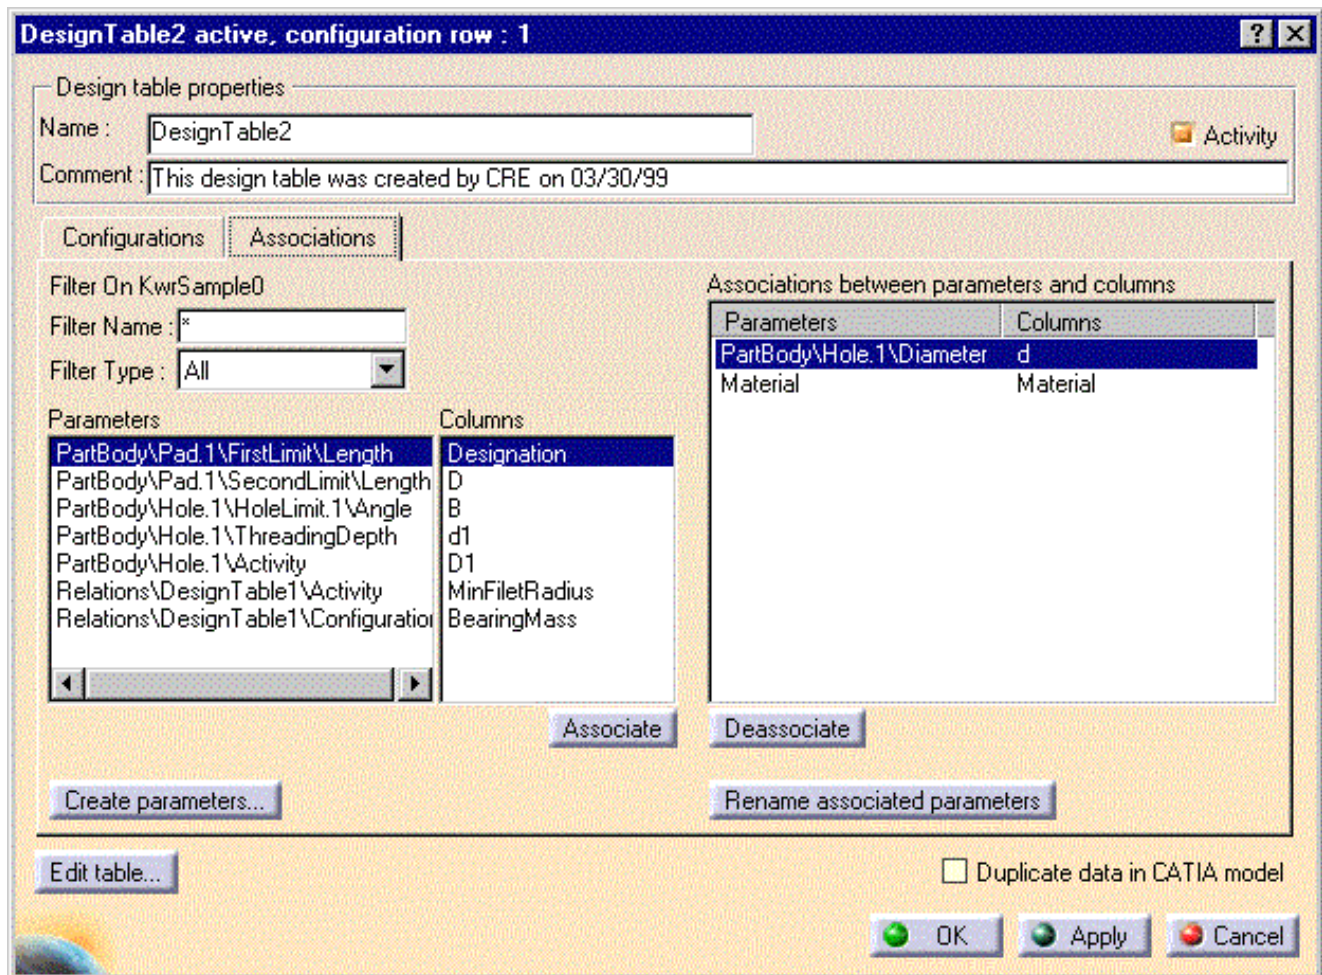 DesignTable2 active, configuration row : 1
Design table properties
Name : DesignTable2
Activity
Comment : This design table was created by CRE on 03/30/99
Configurations Associations
Filter On KwrSample0
Filter Name : *
Filter Type : All
Parameters Columns
PartBody\Pad.1\FirstLimit\Length Designation
PartBody\Pad.1\SecondLimit\Length D
PartBody\Hole.1\HoleLimit.1\Angle B
PartBody\Hole.1\ThreadingDepth d1
PartBody\Hole.1\Activity D1
Relations\DesignTable1\Activity MinFiletRadius
Relations\DesignTable1\Configuration BearingMass
Associate
Create parameters...
Associations between parameters and columns
Parameters Columns
PartBody\Hole.1\Diameter d
Material Material
Deassociate
Rename associated parameters
Edit table...
Duplicate data in CATIA model
OK Apply Cancel